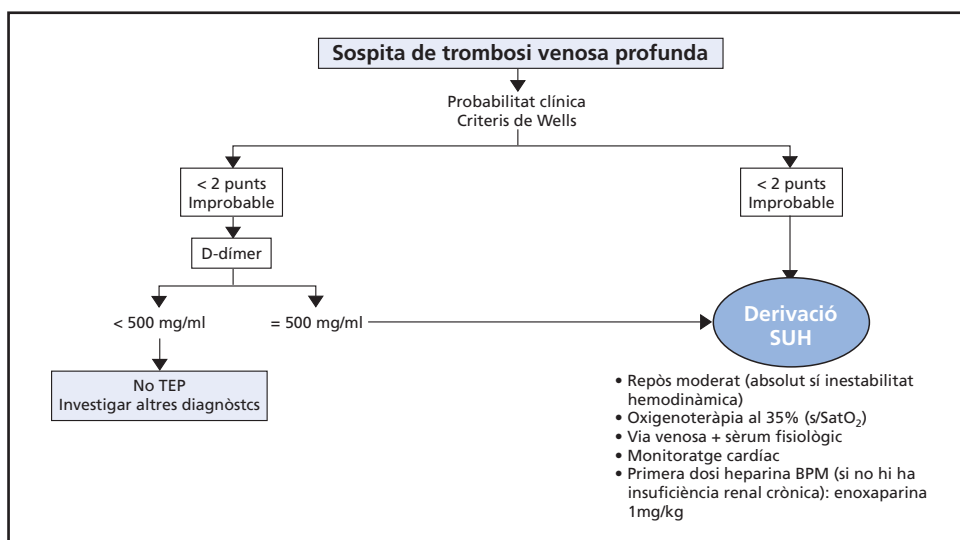 Sospita de trombosi venosa profunda
Probabilitat clínica
Criteris de Wells
< 2 punts
Improbable
< 2 punts
Improbable
D-dímer
< 500 mg/ml
= 500 mg/ml
Derivació
SUH
No TEP
Investigar altres diagnòstcs
• Repòs moderat (absolut sí inestabilitat
hemodinàmica)
• Oxigenoteràpia al 35% (s/SatO₂)
• Via venosa + sèrum fisiològic
• Monitoratge cardíac
• Primera dosi heparina BPM (si no hi ha
insuficiència renal crònica): enoxaparina
1mg/kg